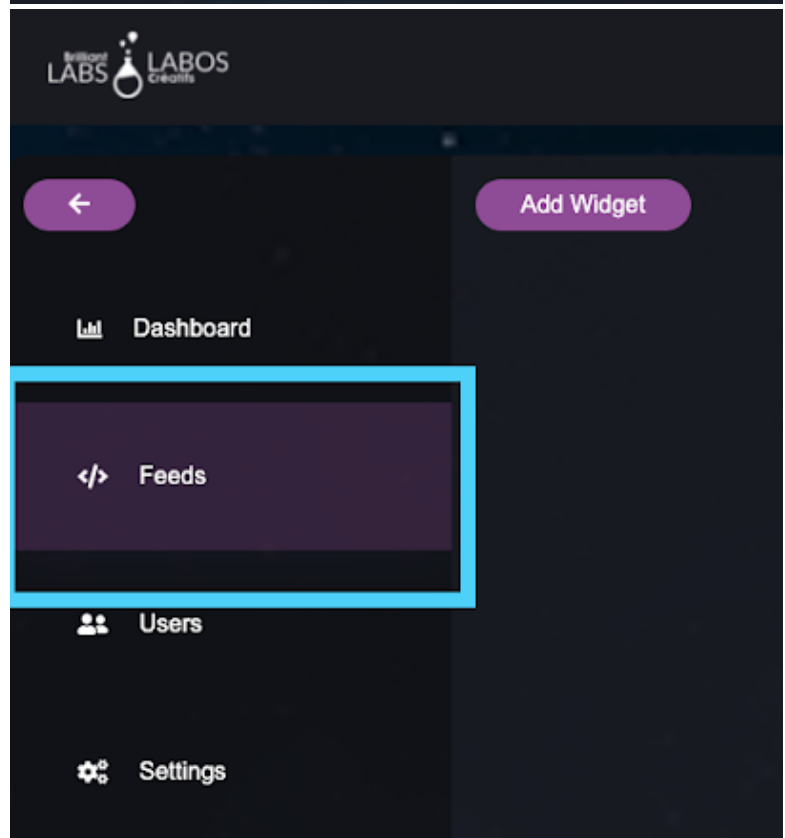 Brilliant
LABS LABOS
Créatifs
Add Widget
Dashboard
</> Feeds
Users
Settings